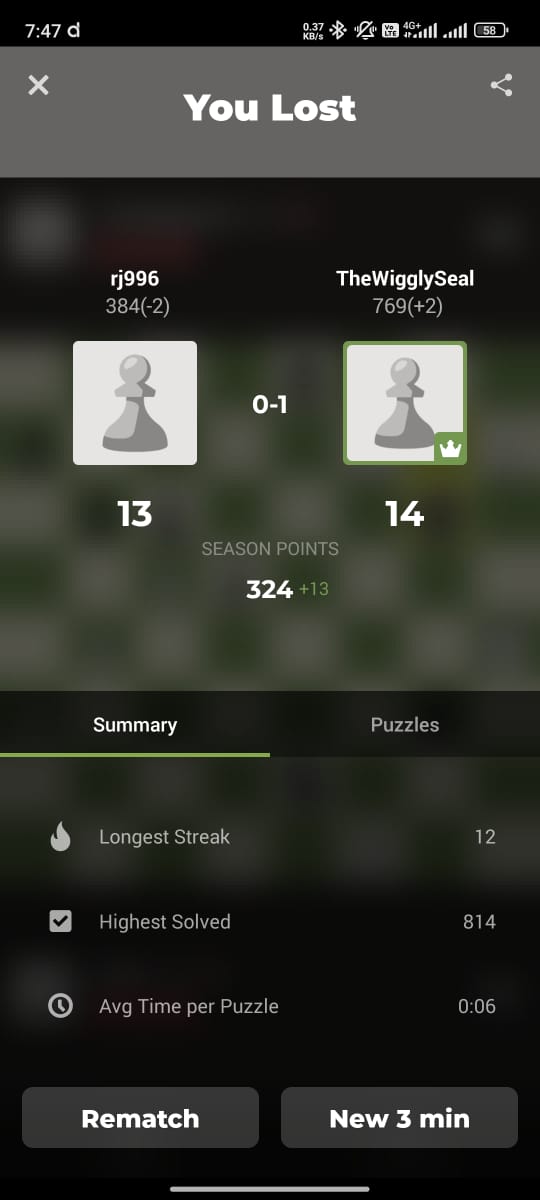 7:47 d 0.37 KB/s Vo LTE 4G+ 58
You Lost
rj996 TheWigglySeal
384(-2) 769(+2)
0-1
13 14
SEASON POINTS
324 +13
Summary Puzzles
Longest Streak 12
Highest Solved 814
Avg Time per Puzzle 0:06
Rematch New 3 min